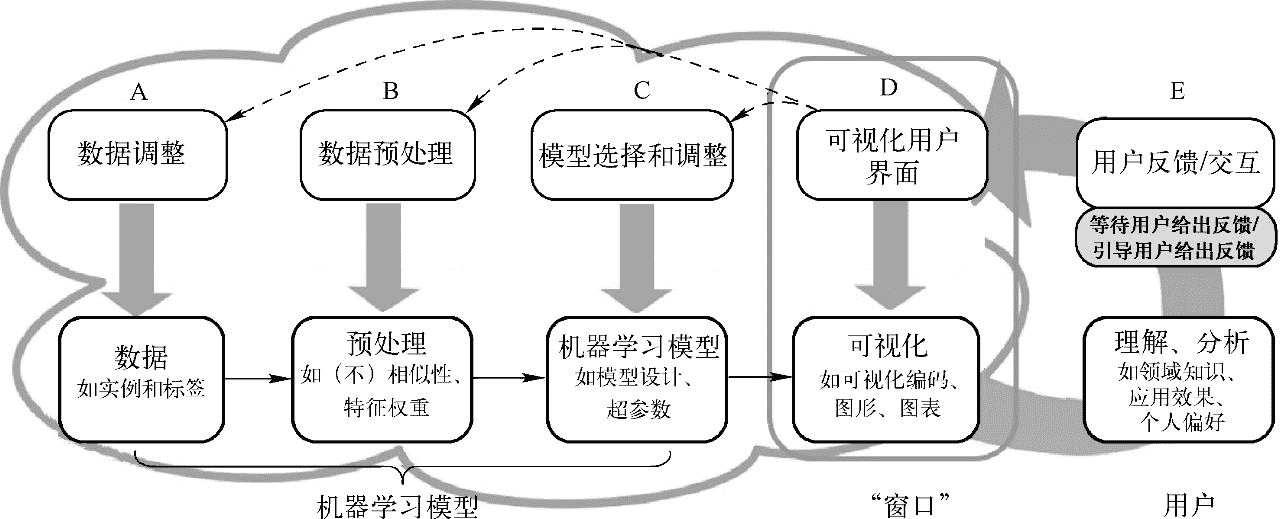 A
B
C
D
E
数据调整
数据预处理
模型选择和调整
可视化用户
界面
用户反馈/交互
等待用户给出反馈/
引导用户给出反馈
数据
如实例和标签
预处理
如（不）相似性、
特征权重
机器学习模型
如模型设计、
超参数
可视化
如可视化编码、
图形、图表
理解、分析
如领域知识、
应用效果、
个人偏好
机器学习模型
“窗口”
用户